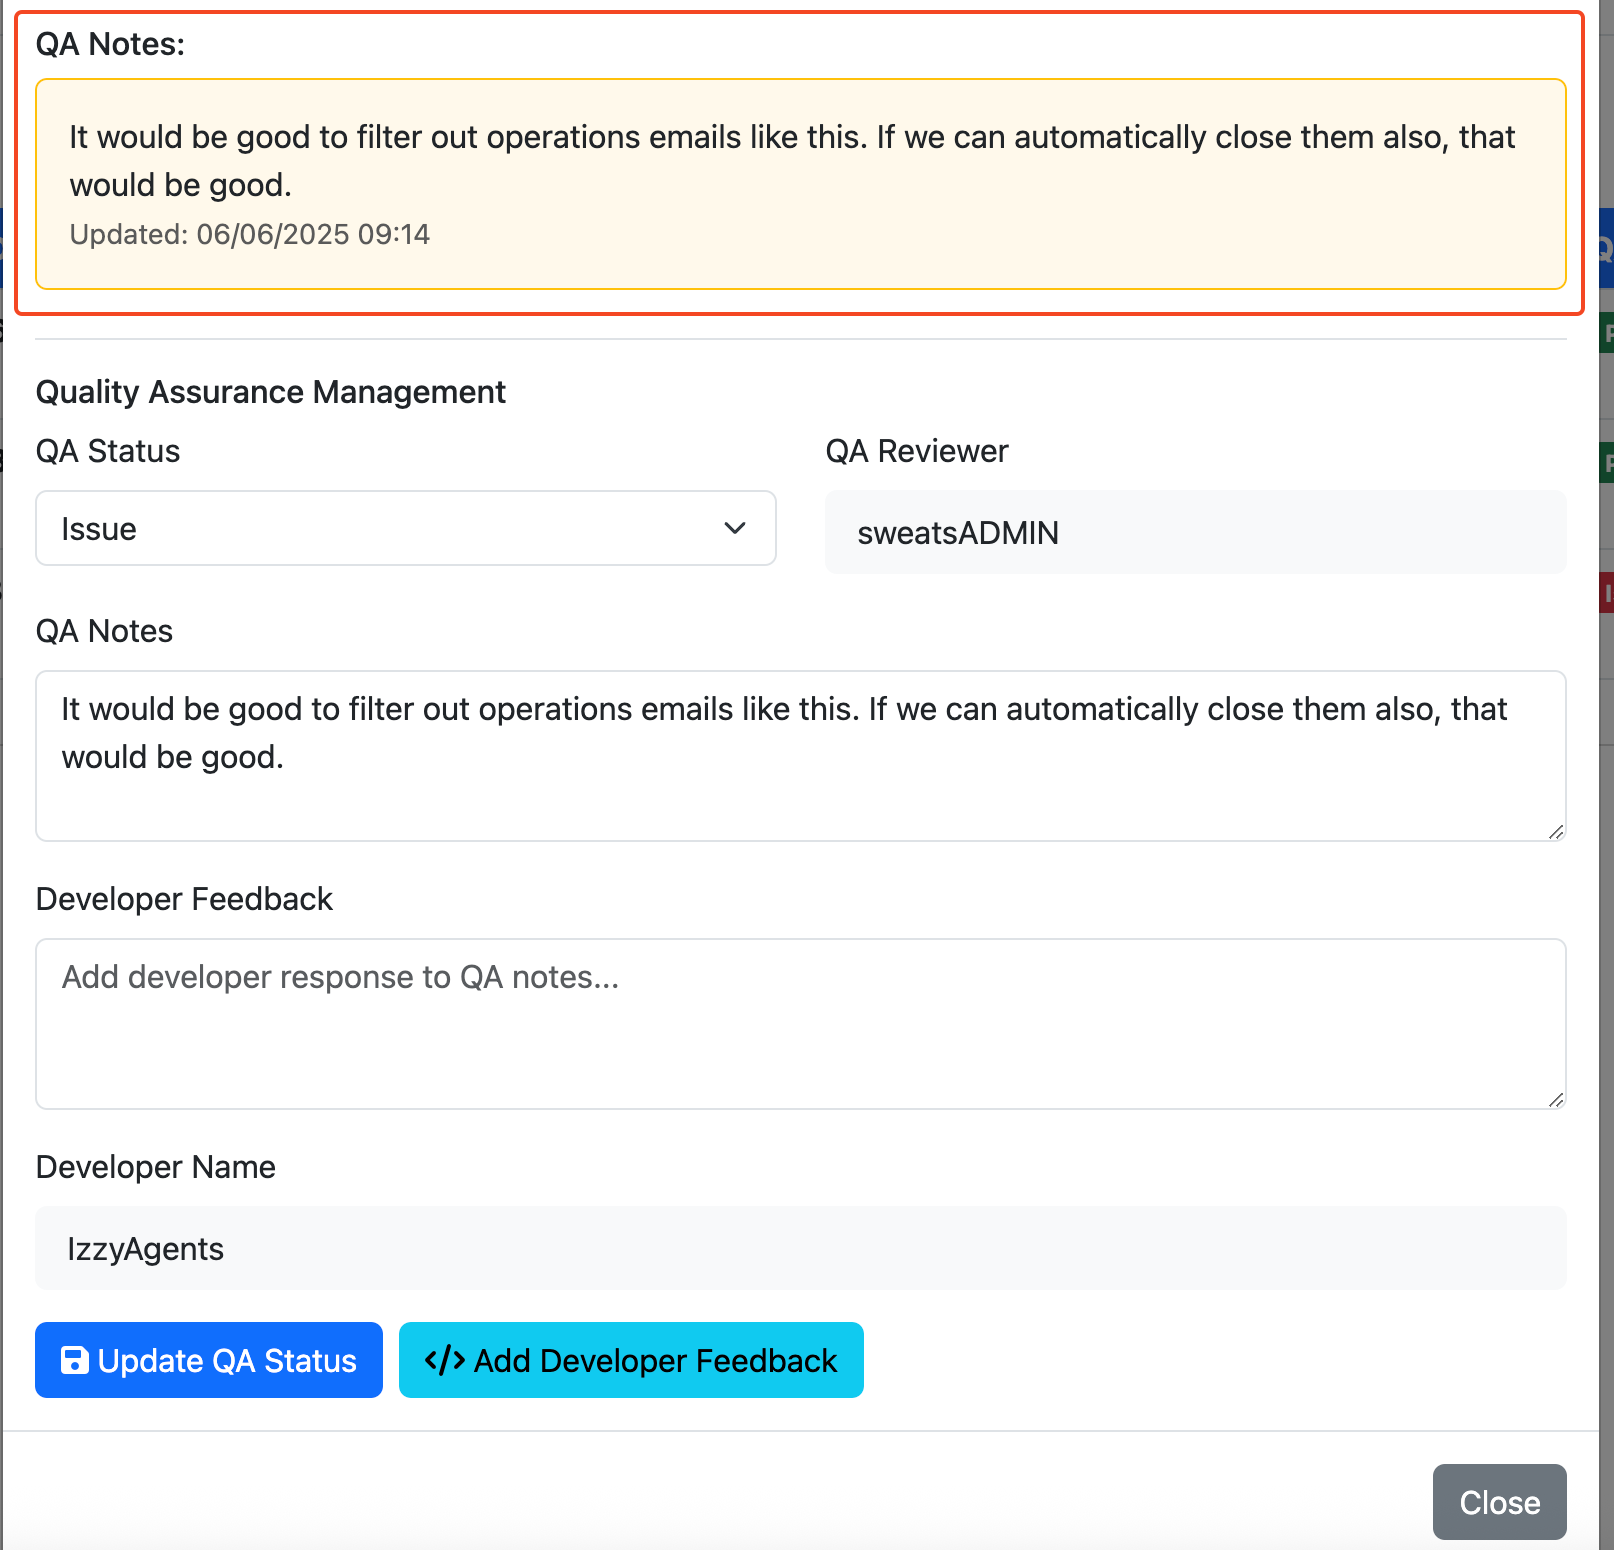 QA Notes:
It would be good to filter out operations emails like this. If we can automatically close them also, that
would be good.
Updated: 06/06/2025 09:14
Quality Assurance Management
QA Status
QA Reviewer
Issue
sweatsADMIN
QA Notes
It would be good to filter out operations emails like this. If we can automatically close them also, that
would be good.
Developer Feedback
Add developer response to QA notes...
Developer Name
IzzyAgents
Update QA Status
</> Add Developer Feedback
Close